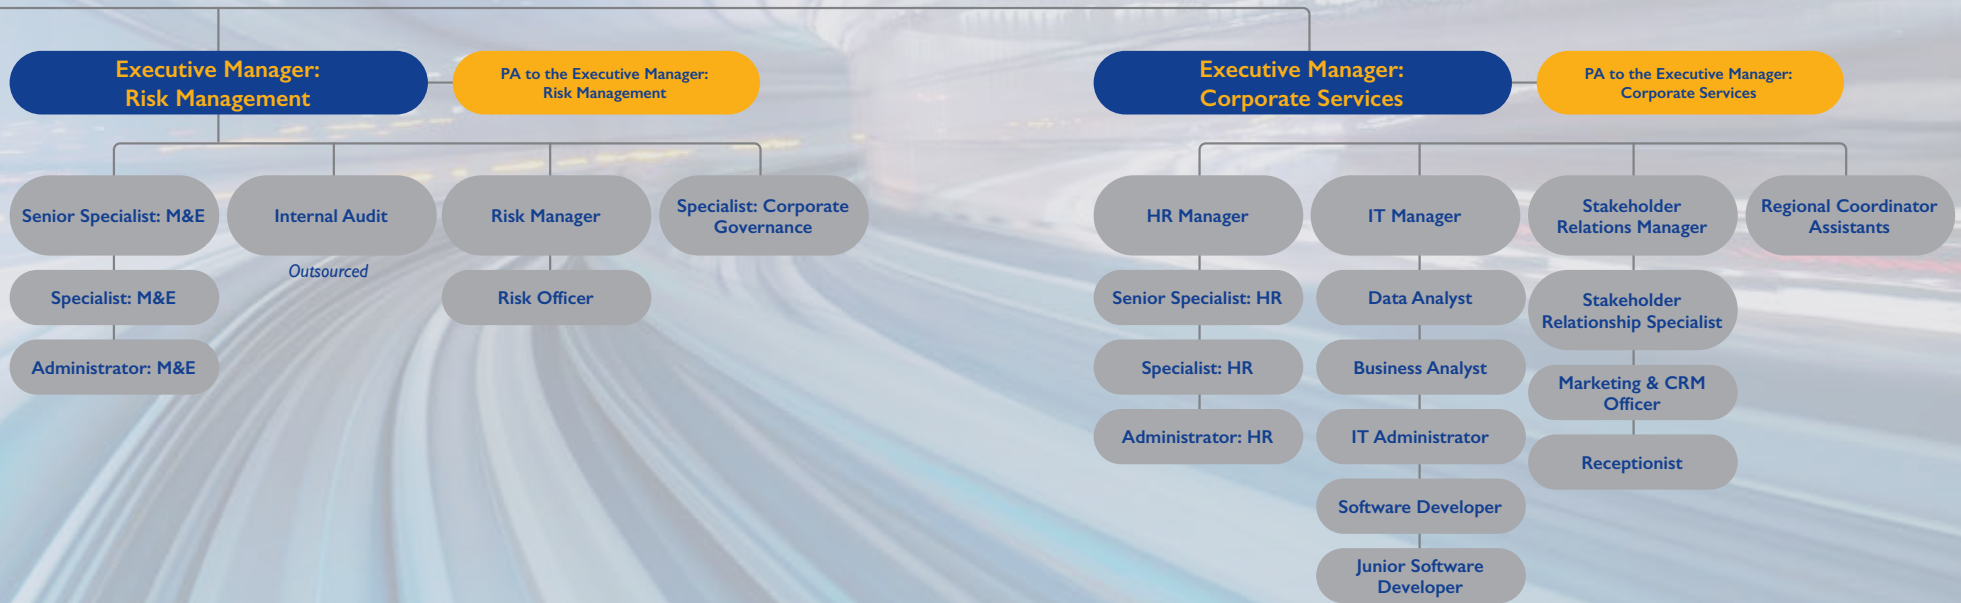 Executive Manager:
Risk Management
PA to the Executive Manager:
Risk Management
Senior Specialist: M&E
Specialist: M&E
Administrator: M&E
Internal Audit
Outsourced
Risk Manager
Risk Officer
Specialist: Corporate
Governance
Executive Manager:
Corporate Services
PA to the Executive Manager:
Corporate Services
HR Manager
Senior Specialist: HR
Specialist: HR
Administrator: HR
IT Manager
Data Analyst
Business Analyst
IT Administrator
Software Developer
Junior Software
Developer
Stakeholder
Relations Manager
Stakeholder
Relationship Specialist
Marketing & CRM
Officer
Receptionist
Regional Coordinator
Assistants